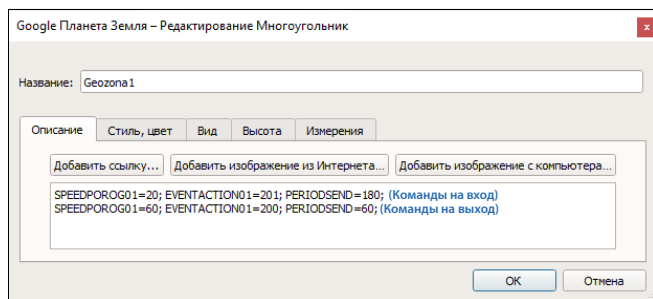 Google Планета Земля – Редактирование Многоугольник
x
Название: Geozona1
Описание Стиль, цвет Вид Высота Измерения
Добавить ссылку... Добавить изображение из Интернета... Добавить изображение с компьютера...
SPEEDPOROG01=20; EVENTACTION01=201; PERIODSEND=180; (Команды на вход)
SPEEDPOROG01=60; EVENTACTION01=200; PERIODSEND=60; (Команды на выход)
OK Отмена